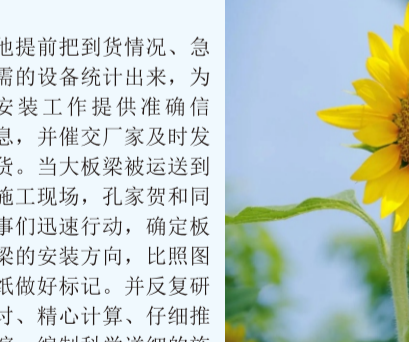 他提前把到货情况、急
需的设备统计出来，为
安装工作提供准确信
息，并催交厂家及时发
货。当大板梁被运送到
施工现场，孔家贺和同
事们迅速行动，确定板
梁的安装方向，比照图
纸做好标记。并反复研
讨、精心计算、仔细推